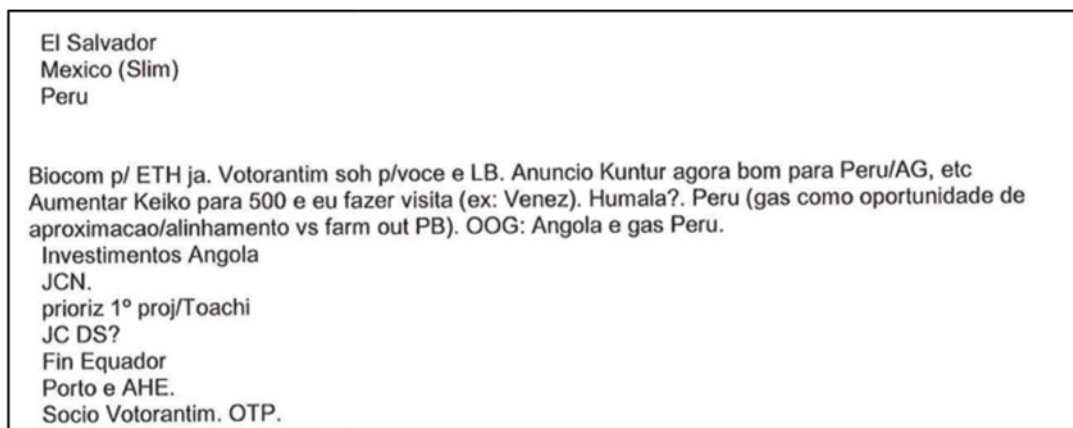 El Salvador
Mexico (Slim)
Peru
Biocom p/ ETH ja. Votorantim soh p/voce e LB. Anuncio Kuntur agora bom para Peru/AG, etc
Aumentar Keiko para 500 e eu fazer visita (ex: Venez). Humala?. Peru (gas como oportunidade de
aproximacao/alinhamento vs farm out PB). OOG: Angola e gas Peru.
Investimentos Angola
JCN.
prioriz 1º proj/Toachi
JC DS?
Fin Equador
Porto e AHE.
Socio Votorantim. OTP.